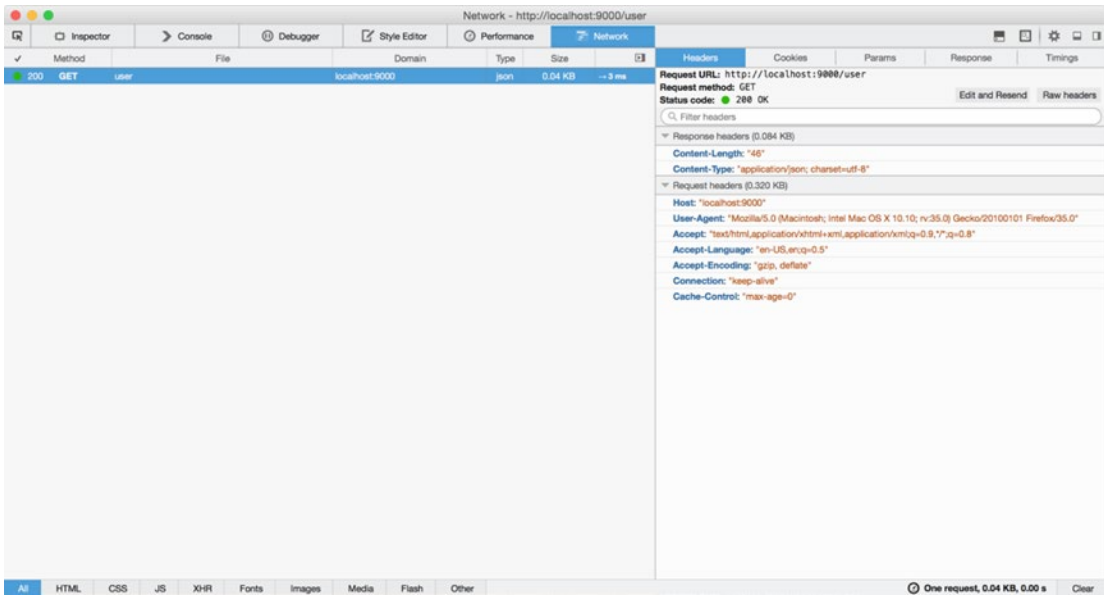 Network - http://localhost:9000/user
Inspector Console Debugger Style Editor Performance Network
✓ Method File Domain Type Size
200 GET user localhost:9000 json 0.04 KB → 3 ms
Headers Cookies Params Response Timings
Request URL: http://localhost:9000/user
Request method: GET
Status code: 200 OK
Edit and Resend Raw headers
Filter headers
Response headers (0.084 KB)
Content-Length: "46"
Content-Type: "application/json; charset=utf-8"
Request headers (0.320 KB)
Host: "localhost:9000"
User-Agent: "Mozilla/5.0 (Macintosh; Intel Mac OS X 10.10; rv:35.0) Gecko/20100101 Firefox/35.0"
Accept: "text/html,application/xhtml+xml,application/xml;q=0.9,*/*;q=0.8"
Accept-Language: "en-US,en;q=0.5"
Accept-Encoding: "gzip, deflate"
Connection: "keep-alive"
Cache-Control: "max-age=0"
All HTML CSS JS XHR Fonts Images Media Flash Other
One request, 0.04 KB, 0.00 s Clear